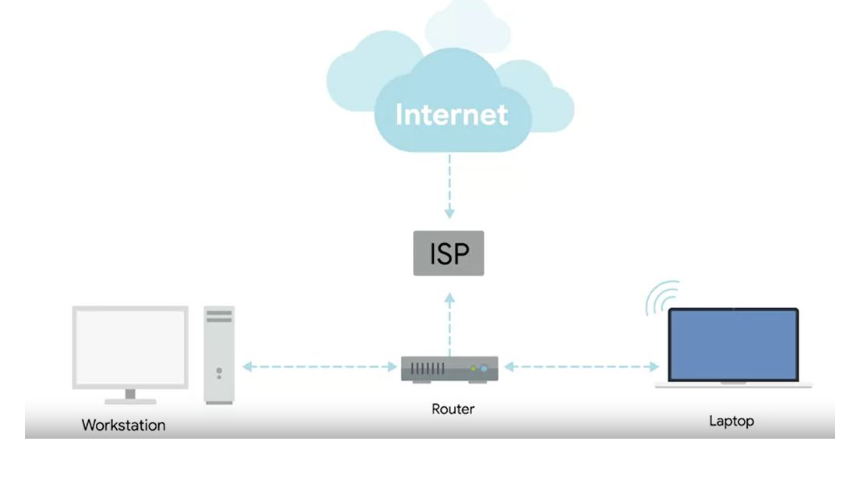 Internet
ISP
Workstation
Router
Laptop